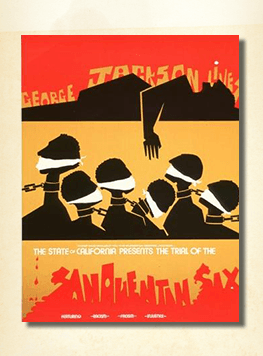 GEORGE JACKSON LIVES
THE STATE OF CALIFORNIA PRESENTS THE TRIAL OF THE
SAN QUENTIN SIX